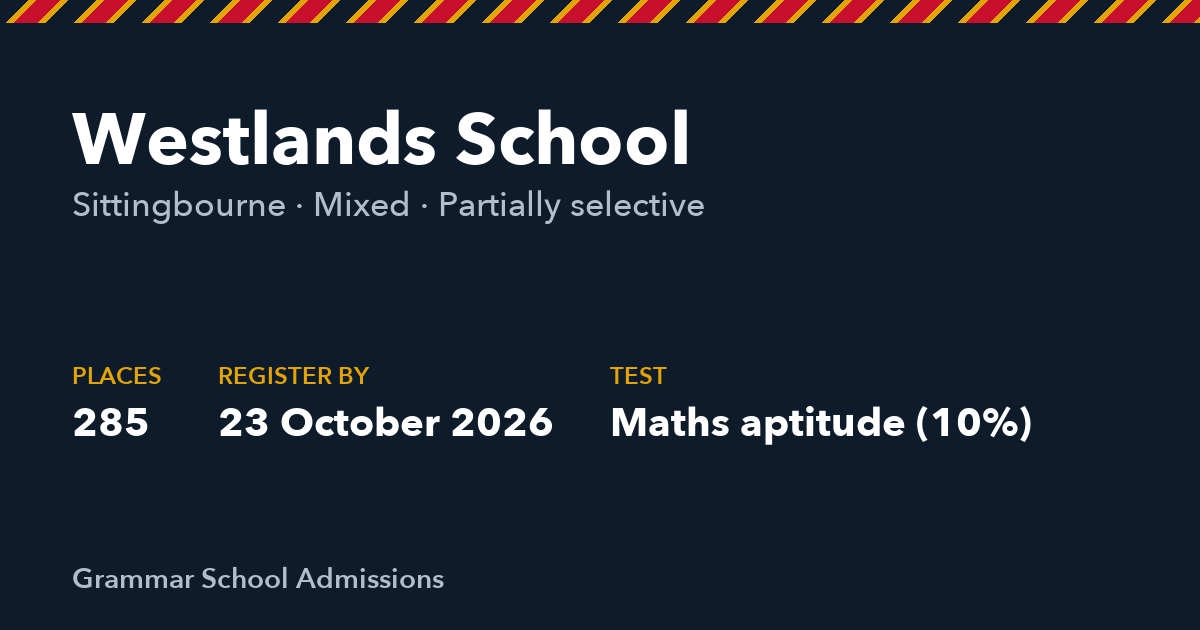 Westlands School
Sittingbourne · Mixed · Partially selective
PLACES
285
REGISTER BY
23 October 2026
TEST
Maths aptitude (10%)
Grammar School Admissions